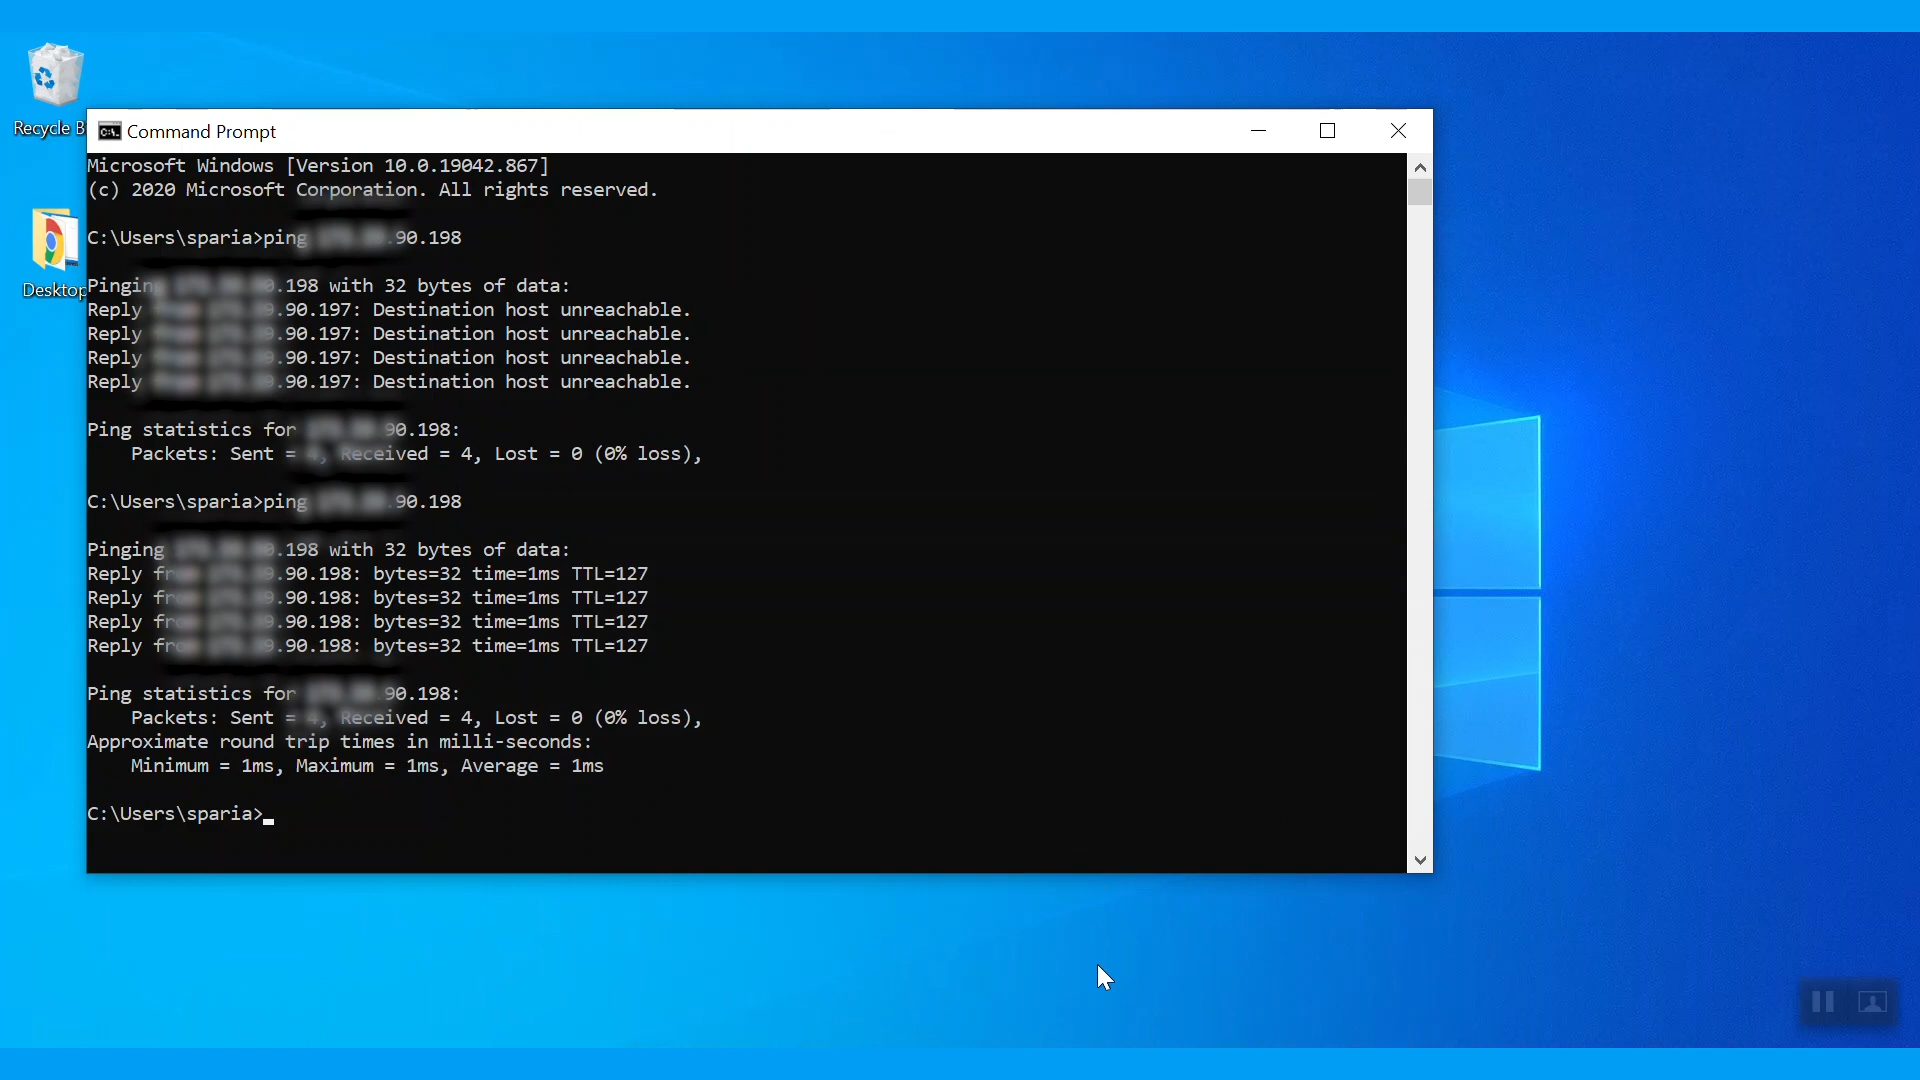 Recycle B
Desktop
Command Prompt
Microsoft Windows [Version 10.0.19042.867]
(c) 2020 Microsoft Corporation. All rights reserved.
C:\Users\sparia>ping .90.198
Pinging .198 with 32 bytes of data:
Reply .90.197: Destination host unreachable.
Reply .90.197: Destination host unreachable.
Reply .90.197: Destination host unreachable.
Reply .90.197: Destination host unreachable.
Ping statistics for 90.198:
Packets: Sent = 4, Received = 4, Lost = 0 (0% loss),
C:\Users\sparia>ping .90.198
Pinging .198 with 32 bytes of data:
Reply from .90.198: bytes=32 time=1ms TTL=127
Reply from .90.198: bytes=32 time=1ms TTL=127
Reply from .90.198: bytes=32 time=1ms TTL=127
Reply from .90.198: bytes=32 time=1ms TTL=127
Ping statistics for 90.198:
Packets: Sent = 4, Received = 4, Lost = 0 (0% loss),
Approximate round trip times in milli-seconds:
Minimum = 1ms, Maximum = 1ms, Average = 1ms
C:\Users\sparia>